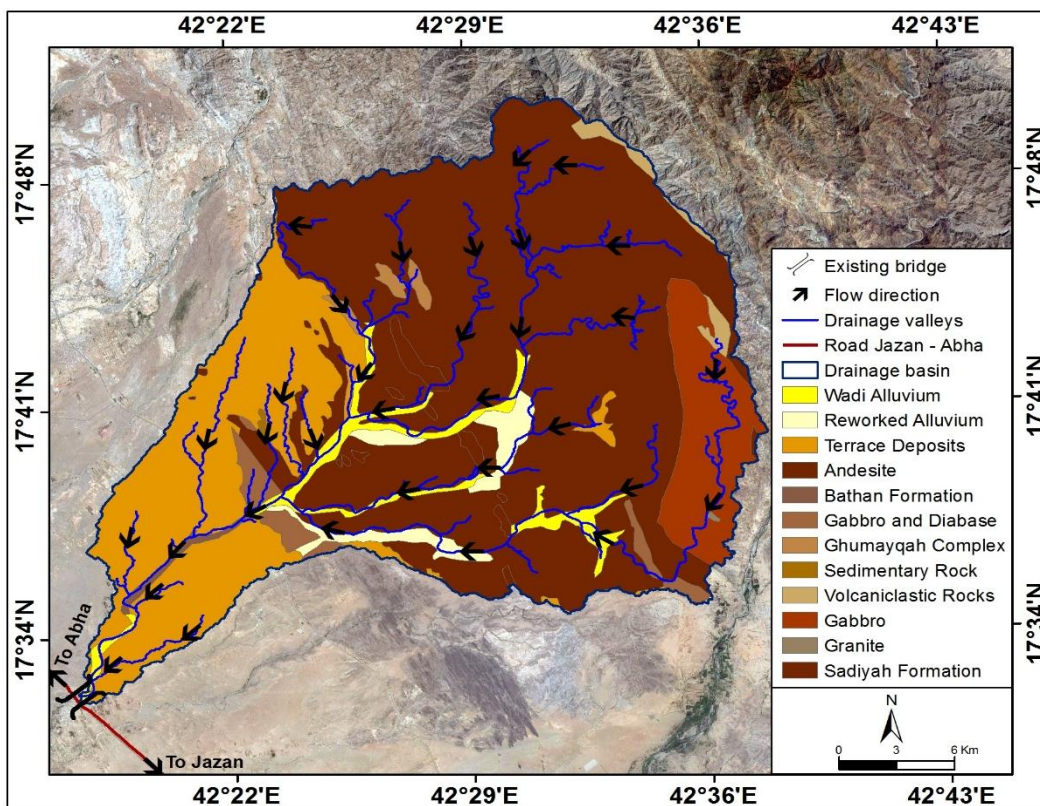 42°22'E 42°29'E 42°36'E 42°43'E
17°48'N
17°48'N
17°41'N
17°41'N
17°34'N
17°34'N
Existing bridge
Flow direction
Drainage valleys
Road Jazan - Abha
Drainage basin
Wadi Alluvium
Reworked Alluvium
Terrace Deposits
Andesite
Bathan Formation
Gabbro and Diabase
Ghumayqah Complex
Sedimentary Rock
Volcaniclastic Rocks
Gabbro
Granite
Sadiyah Formation
N
0 3 6 Km
To Abha
To Jazan
42°22'E 42°29'E 42°36'E 42°43'E